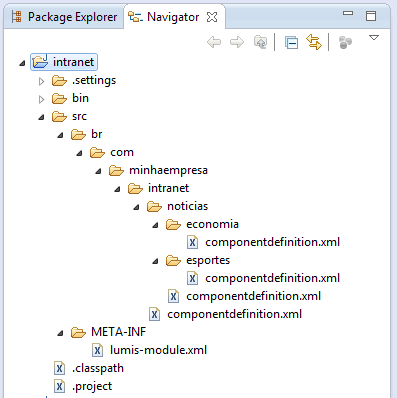 Package Explorer Navigator
intranet
.settings
bin
src
br
com
minhaempresa
intranet
noticias
economia
componentdefinition.xml
esportes
componentdefinition.xml
componentdefinition.xml
componentdefinition.xml
META-INF
lumis-module.xml
.classpath
.project